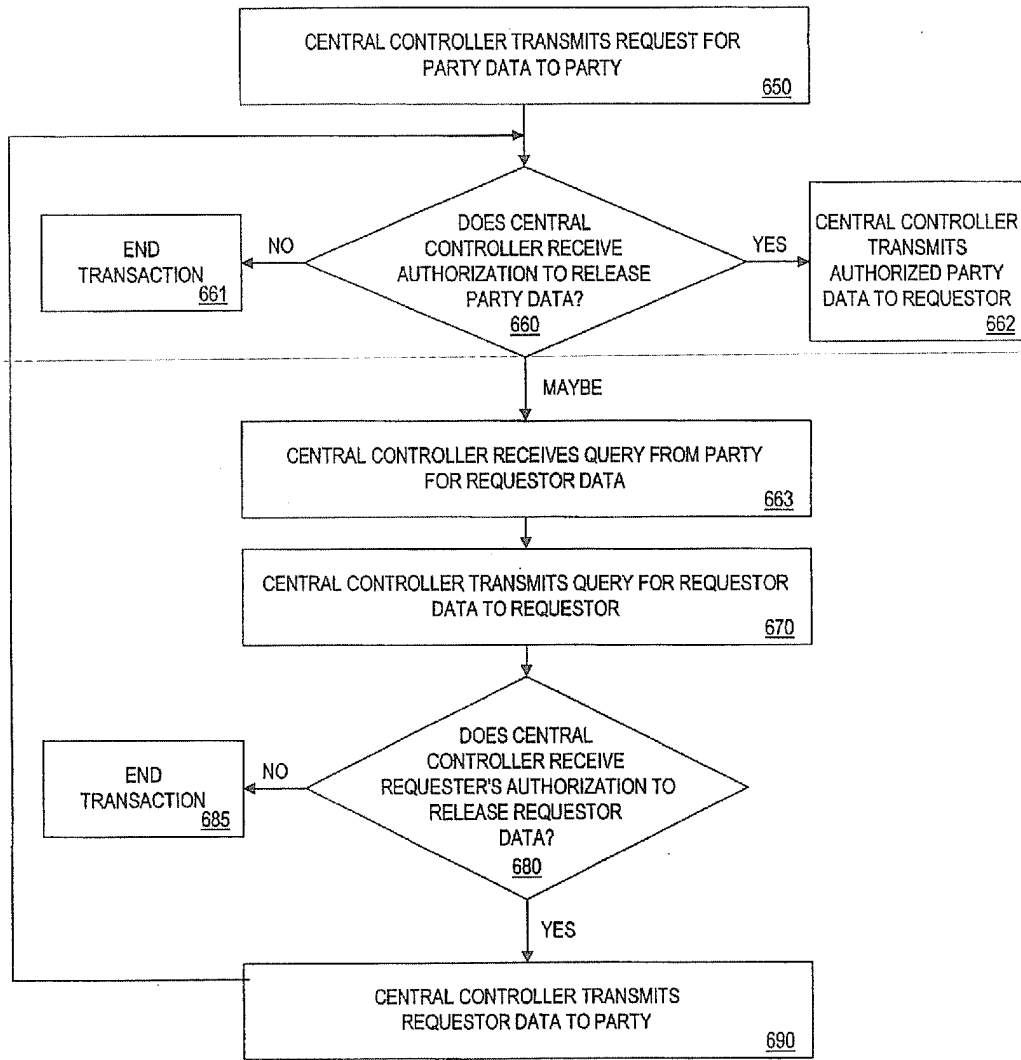 CENTRAL CONTROLLER TRANSMITS REQUEST FOR
PARTY DATA TO PARTY
650
DOES CENTRAL
CONTROLLER RECEIVE
AUTHORIZATION TO RELEASE
PARTY DATA?
660
NO
END
TRANSACTION
661
YES
CENTRAL CONTROLLER
TRANSMITS
AUTHORIZED PARTY
DATA TO REQUESTOR
662
MAYBE
CENTRAL CONTROLLER RECEIVES QUERY FROM PARTY
FOR REQUESTOR DATA
663
CENTRAL CONTROLLER TRANSMITS QUERY FOR REQUESTOR
DATA TO REQUESTOR
670
DOES CENTRAL
CONTROLLER RECEIVE
REQUESTER'S AUTHORIZATION TO
RELEASE REQUESTOR
DATA?
680
NO
END
TRANSACTION
685
YES
CENTRAL CONTROLLER TRANSMITS
REQUESTOR DATA TO PARTY
690